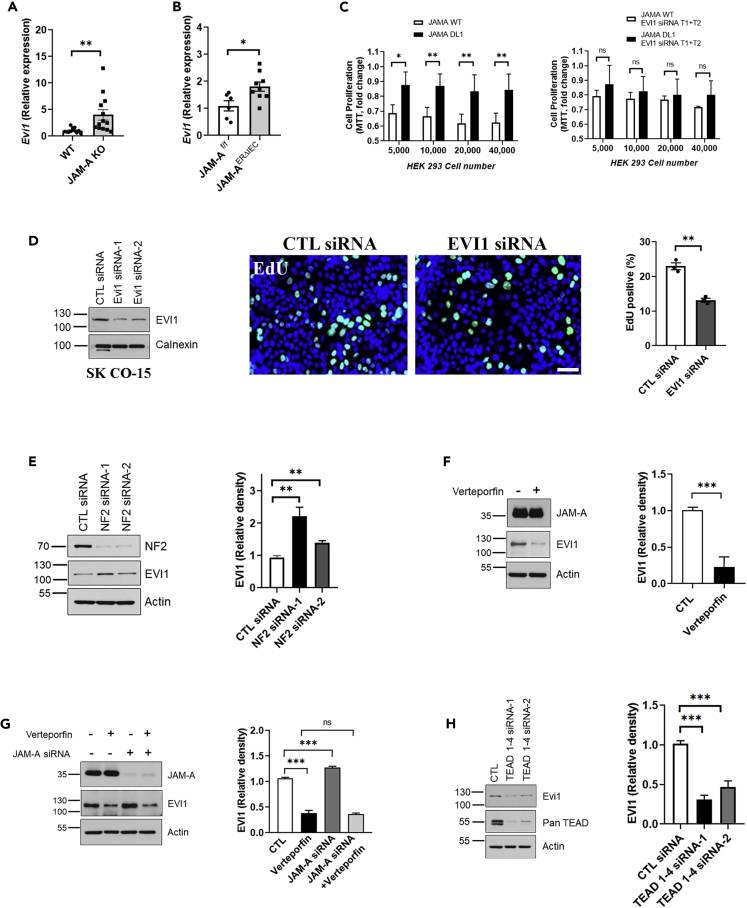 A
Evi1 (Relative expression)
30
20
10
5
0
**
WT
JAM-A KO
B
Evi1 (Relative expression)
6
4
2
0
*
JAM-A f/f
JAM-A ERΔIEC
C
JAMA WT
JAMA DL1
Cell Proliferation
(MTT, fold change)
1.1
1.0
0.9
0.8
0.7
0.6
0.5
* ** ** **
5,000 10,000 20,000 40,000
HEK 293 Cell number
JAMA WT
EVI1 siRNA T1+T2
JAMA DL1
EVI1 siRNA T1+T2
Cell Proliferation
(MTT, fold change)
1.1
1.0
0.9
0.8
0.7
0.6
0.5
ns ns ns ns
5,000 10,000 20,000 40,000
HEK 293 Cell number
D
CTL siRNA
Evi1 siRNA-1
Evi1 siRNA-2
130
100
EVI1
100
Calnexin
SK CO-15
CTL siRNA
EVI1 siRNA
EdU
EdU positive (%)
30
20
10
0
**
CTL siRNA
EVI1 siRNA
E
CTL siRNA
NF2 siRNA-1
NF2 siRNA-2
70
NF2
130
100
EVI1
55
Actin
EVI1 (Relative density)
3
2
1
0
**
**
CTL siRNA
NF2 siRNA-1
NF2 siRNA-2
F
Verteporfin - +
35
JAM-A
130
100
EVI1
55
Actin
EVI1 (Relative density)
1.5
1.0
0.5
0.0
***
CTL
Verteporfin
G
Verteporfin - + - +
JAM-A siRNA - - + +
35
JAM-A
130
100
EVI1
55
Actin
EVI1 (Relative density)
2.0
1.5
1.0
0.5
0.0
ns
***
***
CTL
Verteporfin
JAM-A siRNA
JAM-A siRNA
+Verteporfin
H
CTL
TEAD 1-4 siRNA-1
TEAD 1-4 siRNA-2
130
100
Evi1
55
Pan TEAD
55
Actin
EVI1 (Relative density)
1.5
1.0
0.5
0.0
***
***
CTL siRNA
TEAD 1-4 siRNA-1
TEAD 1-4 siRNA-2